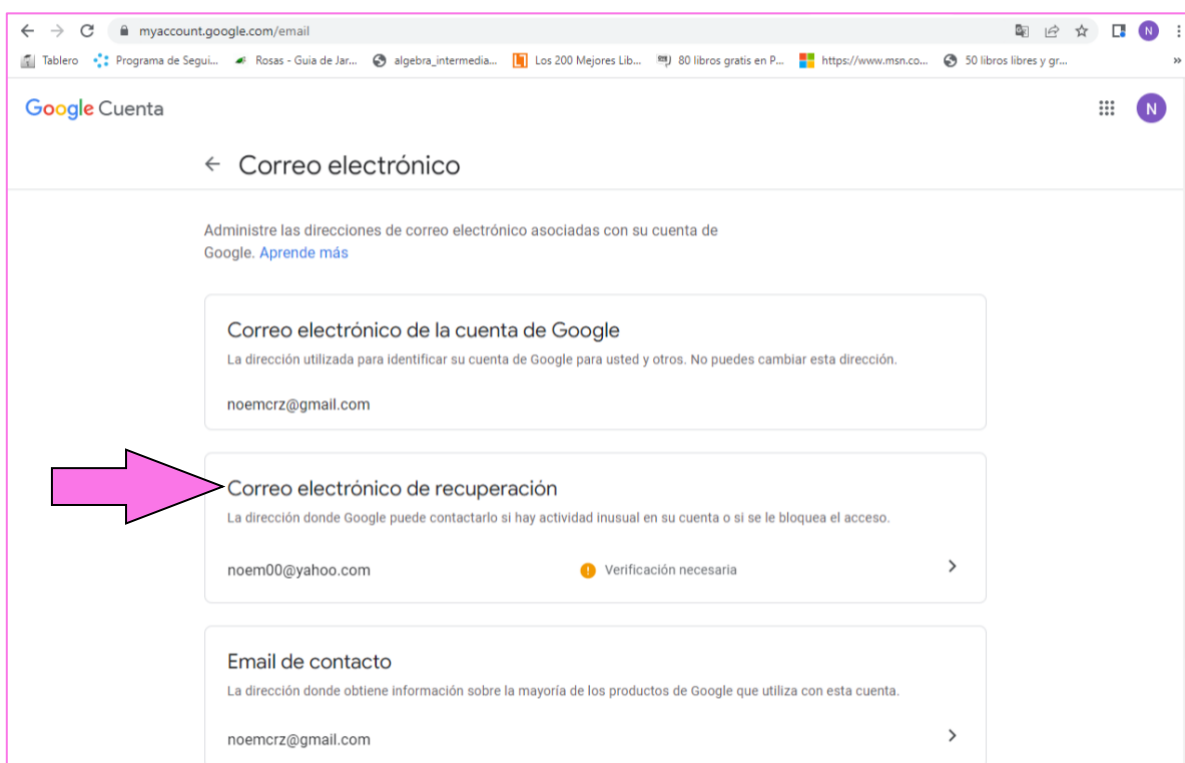 myaccount.google.com/email
Tablero Programa de Segui... Rosas - Guia de Jar... algebra_intermedia... Los 200 Mejores Lib... 80 libros gratis en P... https://www.msn.co... 50 libros libres y gr... »
Google Cuenta
N
Correo electrónico
Administre las direcciones de correo electrónico asociadas con su cuenta de
Google. Aprende más
Correo electrónico de la cuenta de Google
La dirección utilizada para identificar su cuenta de Google para usted y otros. No puedes cambiar esta dirección.
noemcrz@gmail.com
Correo electrónico de recuperación
La dirección donde Google puede contactarlo si hay actividad inusual en su cuenta o si se le bloquea el acceso.
noem00@yahoo.com Verificación necesaria
Email de contacto
La dirección donde obtiene información sobre la mayoría de los productos de Google que utiliza con esta cuenta.
noemcrz@gmail.com